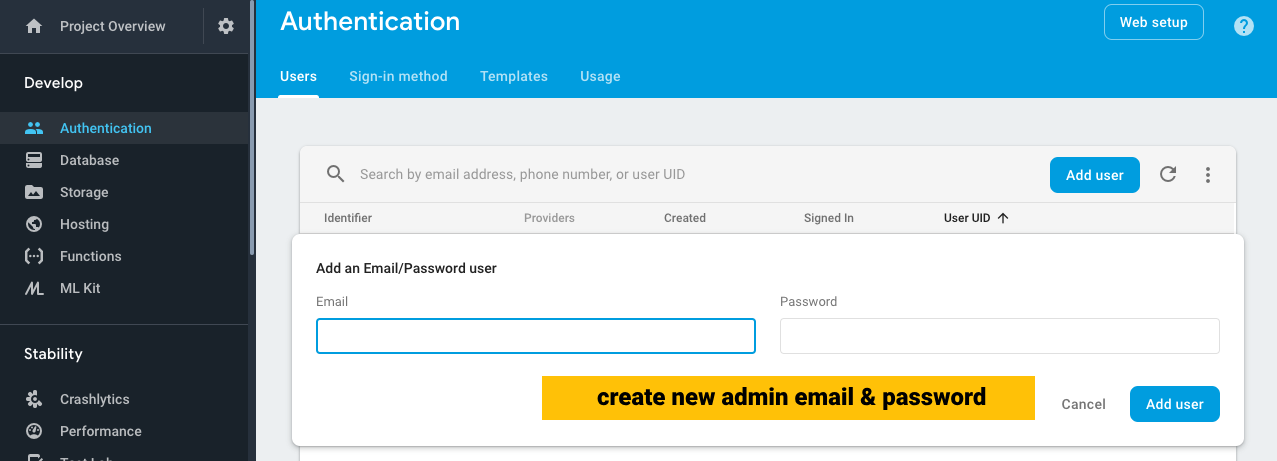 Project Overview
Develop
Authentication
Database
Storage
Hosting
Functions
ML Kit
Stability
Crashlytics
Performance
Test Lab
Authentication
Web setup
Users Sign-in method Templates Usage
Search by email address, phone number, or user UID
Add user
Identifier Providers Created Signed In User UID
Add an Email/Password user
Email Password
create new admin email & password
Cancel Add user